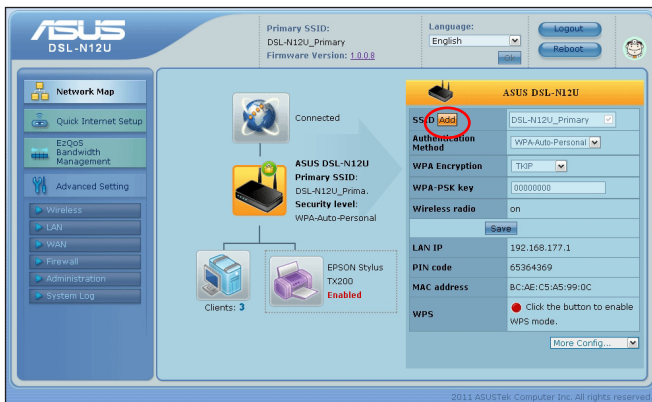 ASUS
DSL-N12U
Primary SSID:
DSL-N12U_Primary
Firmware Version: 1.0.0.8
Language:
English
Ok
Logout
Reboot
Network Map
Quick Internet Setup
EzQoS
Bandwidth
Management
Advanced Setting
Wireless
LAN
WAN
Firewall
Administration
System Log
Connected
ASUS DSL-N12U
Primary SSID:
DSL-N12U_Prima.
Security level:
WPA-Auto-Personal
Clients: 3
EPSON Stylus
TX200
Enabled
ASUS DSL-N12U
SSID Add DSL-N12U_Primary
Authentication
Method
WPA-Auto-Personal
WPA Encryption TKIP
WPA-PSK key 00000000
Wireless radio on
Save
LAN IP 192.168.177.1
PIN code 65364369
MAC address BC:AE:C5:A5:99:0C
WPS
Click the button to enable
WPS mode.
More Config...
2011 ASUSTek Computer Inc. All rights reserved